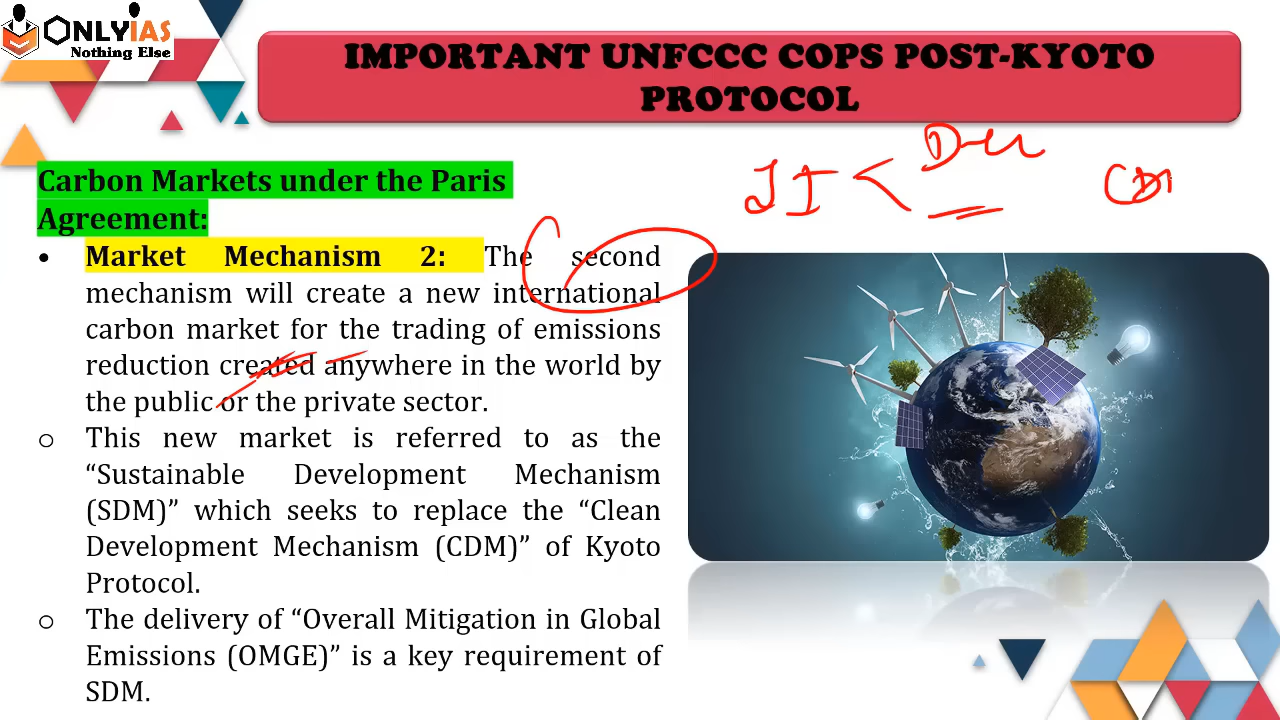 ONLYIAS
Nothing Else
IMPORTANT UNFCCC COPS POST-KYOTO
PROTOCOL
JI < Dev
CDM
Carbon Markets under the Paris
Agreement:
• Market Mechanism 2: The second
mechanism will create a new international
carbon market for the trading of emissions
reduction created anywhere in the world by
the public or the private sector.
o This new market is referred to as the
“Sustainable Development Mechanism
(SDM)” which seeks to replace the “Clean
Development Mechanism (CDM)” of Kyoto
Protocol.
o The delivery of “Overall Mitigation in Global
Emissions (OMGE)” is a key requirement of
SDM.